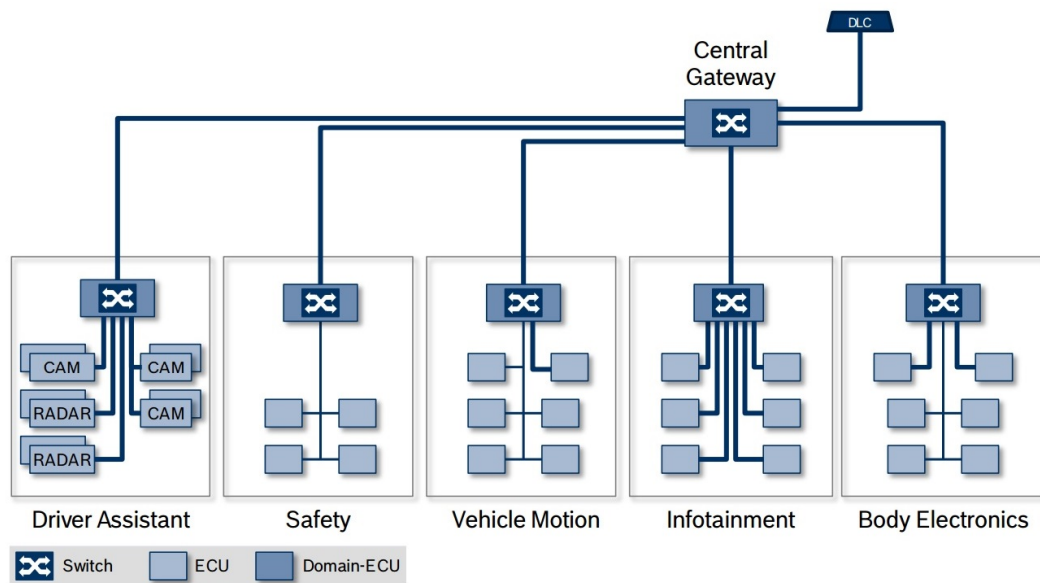 DLC
Central
Gateway
CAM
CAM
RADAR
CAM
RADAR
Driver Assistant
Safety
Vehicle Motion
Infotainment
Body Electronics
Switch
ECU
Domain-ECU